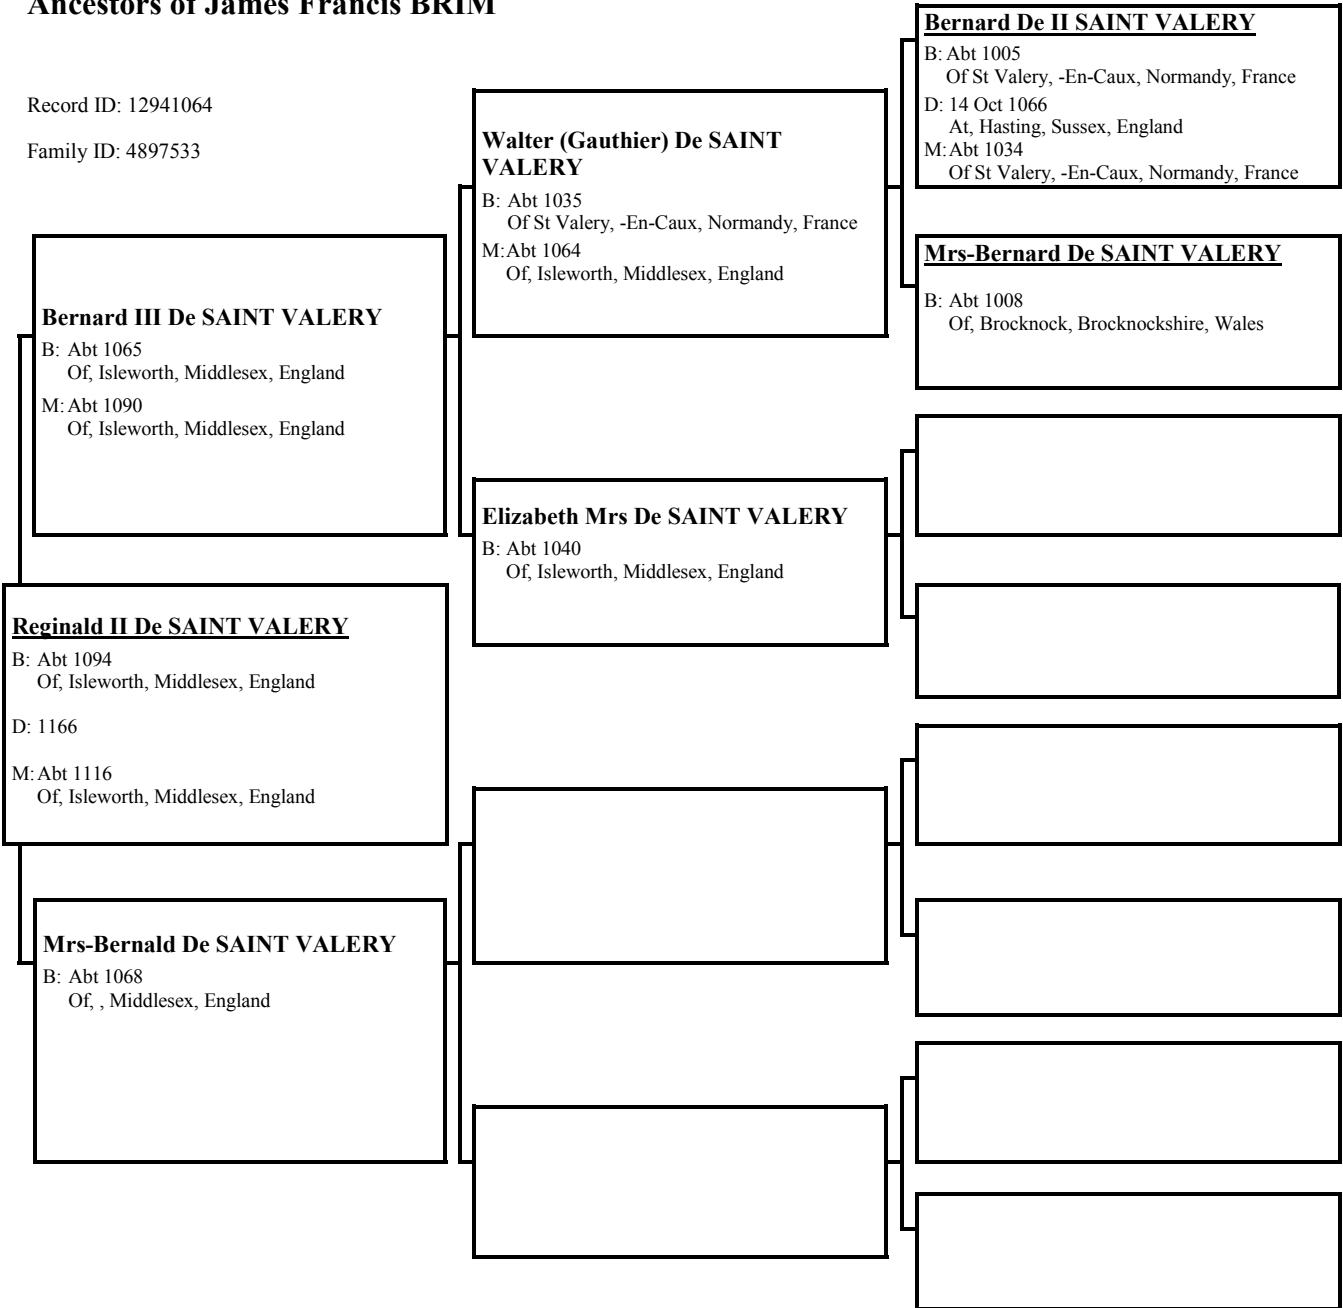 Ancestors of James Francis BRIM
Record ID: 12941064
Family ID: 4897533
Bernard De II SAINT VALERY
B: Abt 1005
Of St Valery, -En-Caux, Normandy, France
D: 14 Oct 1066
At, Hasting, Sussex, England
M: Abt 1034
Of St Valery, -En-Caux, Normandy, France
Walter (Gauthier) De SAINT
VALERY
B: Abt 1035
Of St Valery, -En-Caux, Normandy, France
M: Abt 1064
Of, Isleworth, Middlesex, England
Mrs-Bernard De SAINT VALERY
B: Abt 1008
Of, Brocknock, Brocknockshire, Wales
Bernard III De SAINT VALERY
B: Abt 1065
Of, Isleworth, Middlesex, England
M: Abt 1090
Of, Isleworth, Middlesex, England
Elizabeth Mrs De SAINT VALERY
B: Abt 1040
Of, Isleworth, Middlesex, England
Reginald II De SAINT VALERY
B: Abt 1094
Of, Isleworth, Middlesex, England
D: 1166
M: Abt 1116
Of, Isleworth, Middlesex, England
Mrs-Bernald De SAINT VALERY
B: Abt 1068
Of, , Middlesex, England